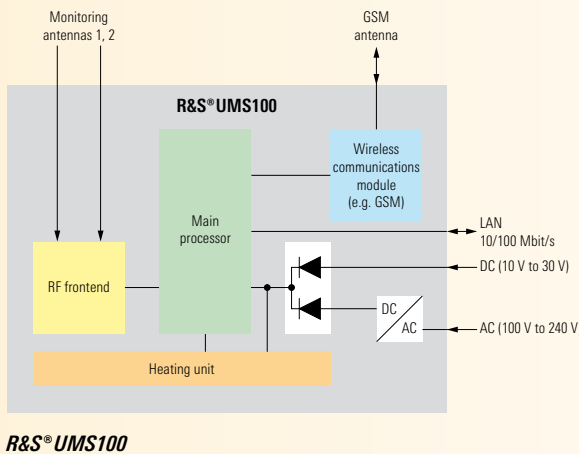 Monitoring
antennas 1, 2
GSM
antenna
R&S®UMS100
Wireless
communications
module
(e.g. GSM)
Main
processor
LAN
10/100 Mbit/s
RF frontend
DC (10 V to 30 V)
DC
AC
AC (100 V to 240 V
Heating unit
R&S®UMS100